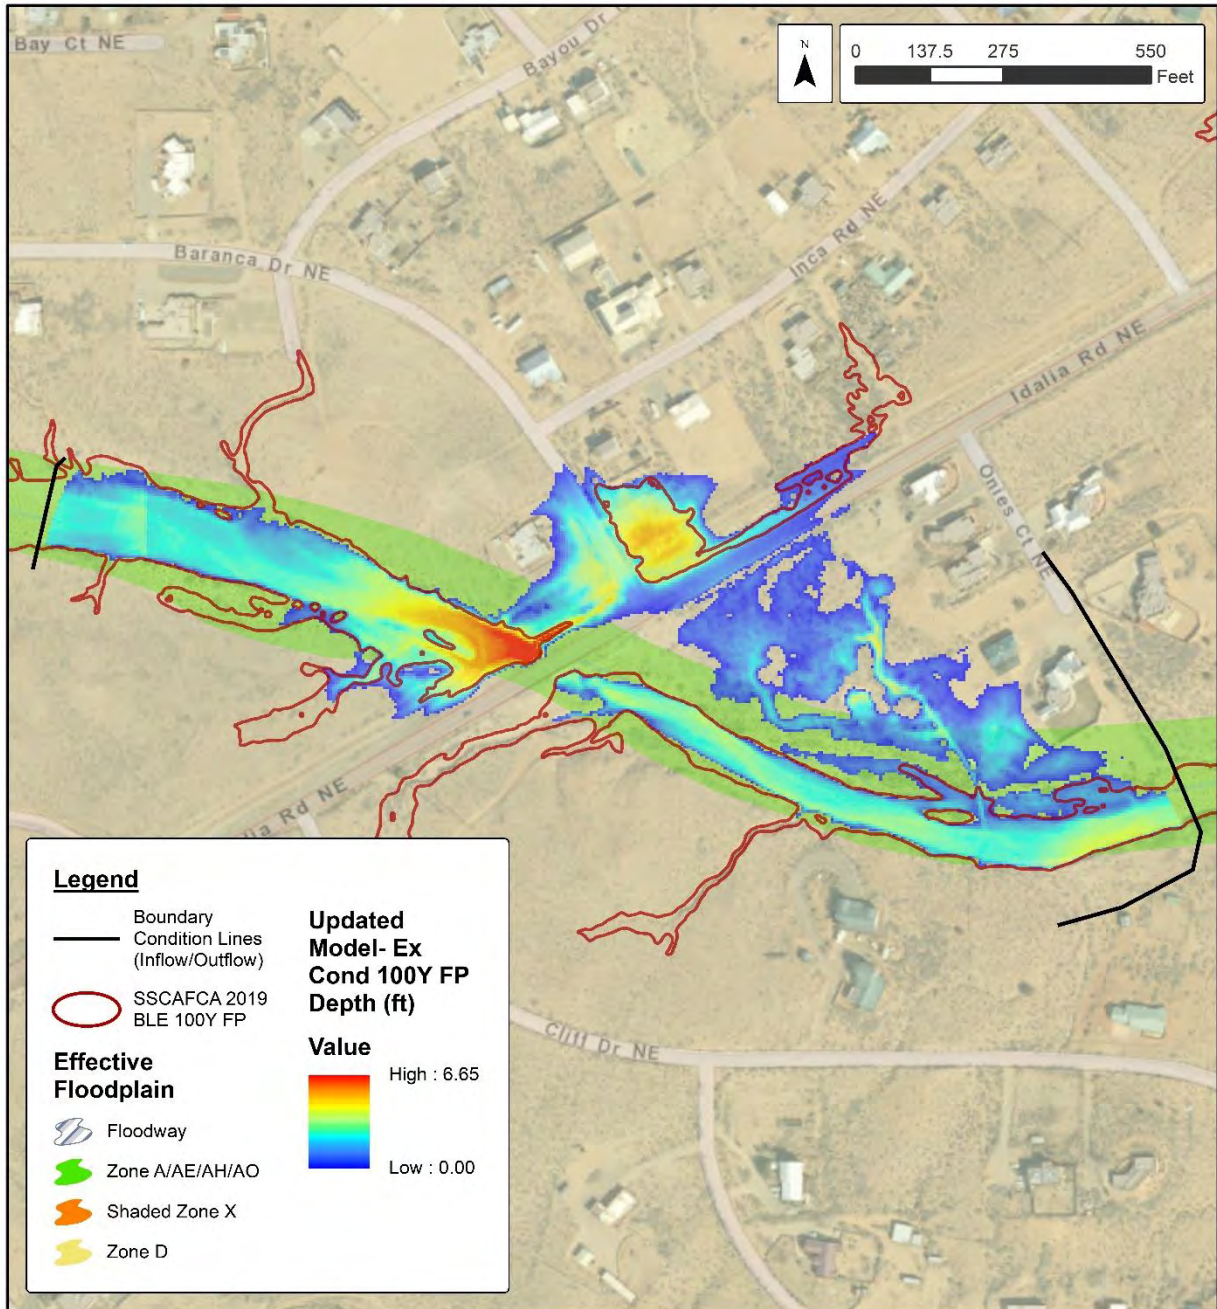 Bay Ct NE
Bayou Dr
N
0 137.5 275 550
Feet
Baranca Dr NE
Inca Rd NE
Idalia Rd NE
Onies Ct NE
alia Rd NE
Cliff Dr NE
Legend
Boundary
Condition Lines
(Inflow/Outflow)
SSCAFCA 2019
BLE 100Y FP
Effective
Floodplain
Floodway
Zone A/AE/AH/AO
Shaded Zone X
Zone D
Updated
Model- Ex
Cond 100Y FP
Depth (ft)
Value
High : 6.65
Low : 0.00